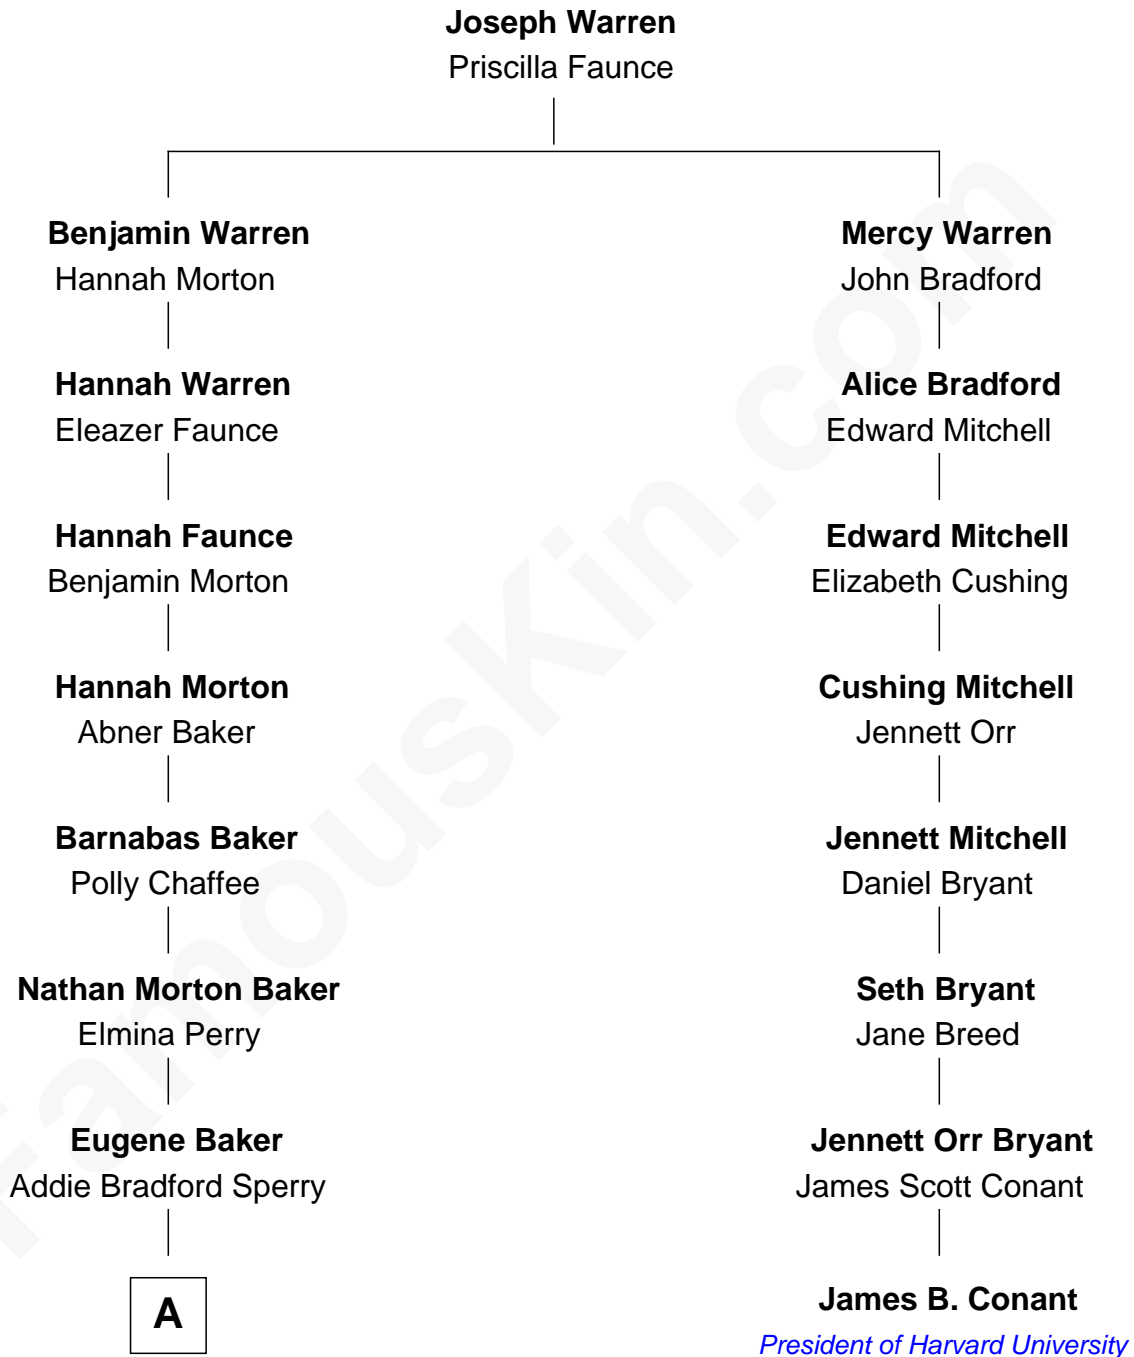 Joseph Warren
Priscilla Faunce
Benjamin Warren
Hannah Morton
Mercy Warren
John Bradford
Hannah Warren
Eleazer Faunce
Alice Bradford
Edward Mitchell
Hannah Faunce
Benjamin Morton
Edward Mitchell
Elizabeth Cushing
Hannah Morton
Abner Baker
Cushing Mitchell
Jennett Orr
Barnabas Baker
Polly Chaffee
Jennett Mitchell
Daniel Bryant
Nathan Morton Baker
Elmina Perry
Seth Bryant
Jane Breed
Eugene Baker
Addie Bradford Sperry
Jennett Orr Bryant
James Scott Conant
A
James B. Conant
President of Harvard University
FamousKin.com